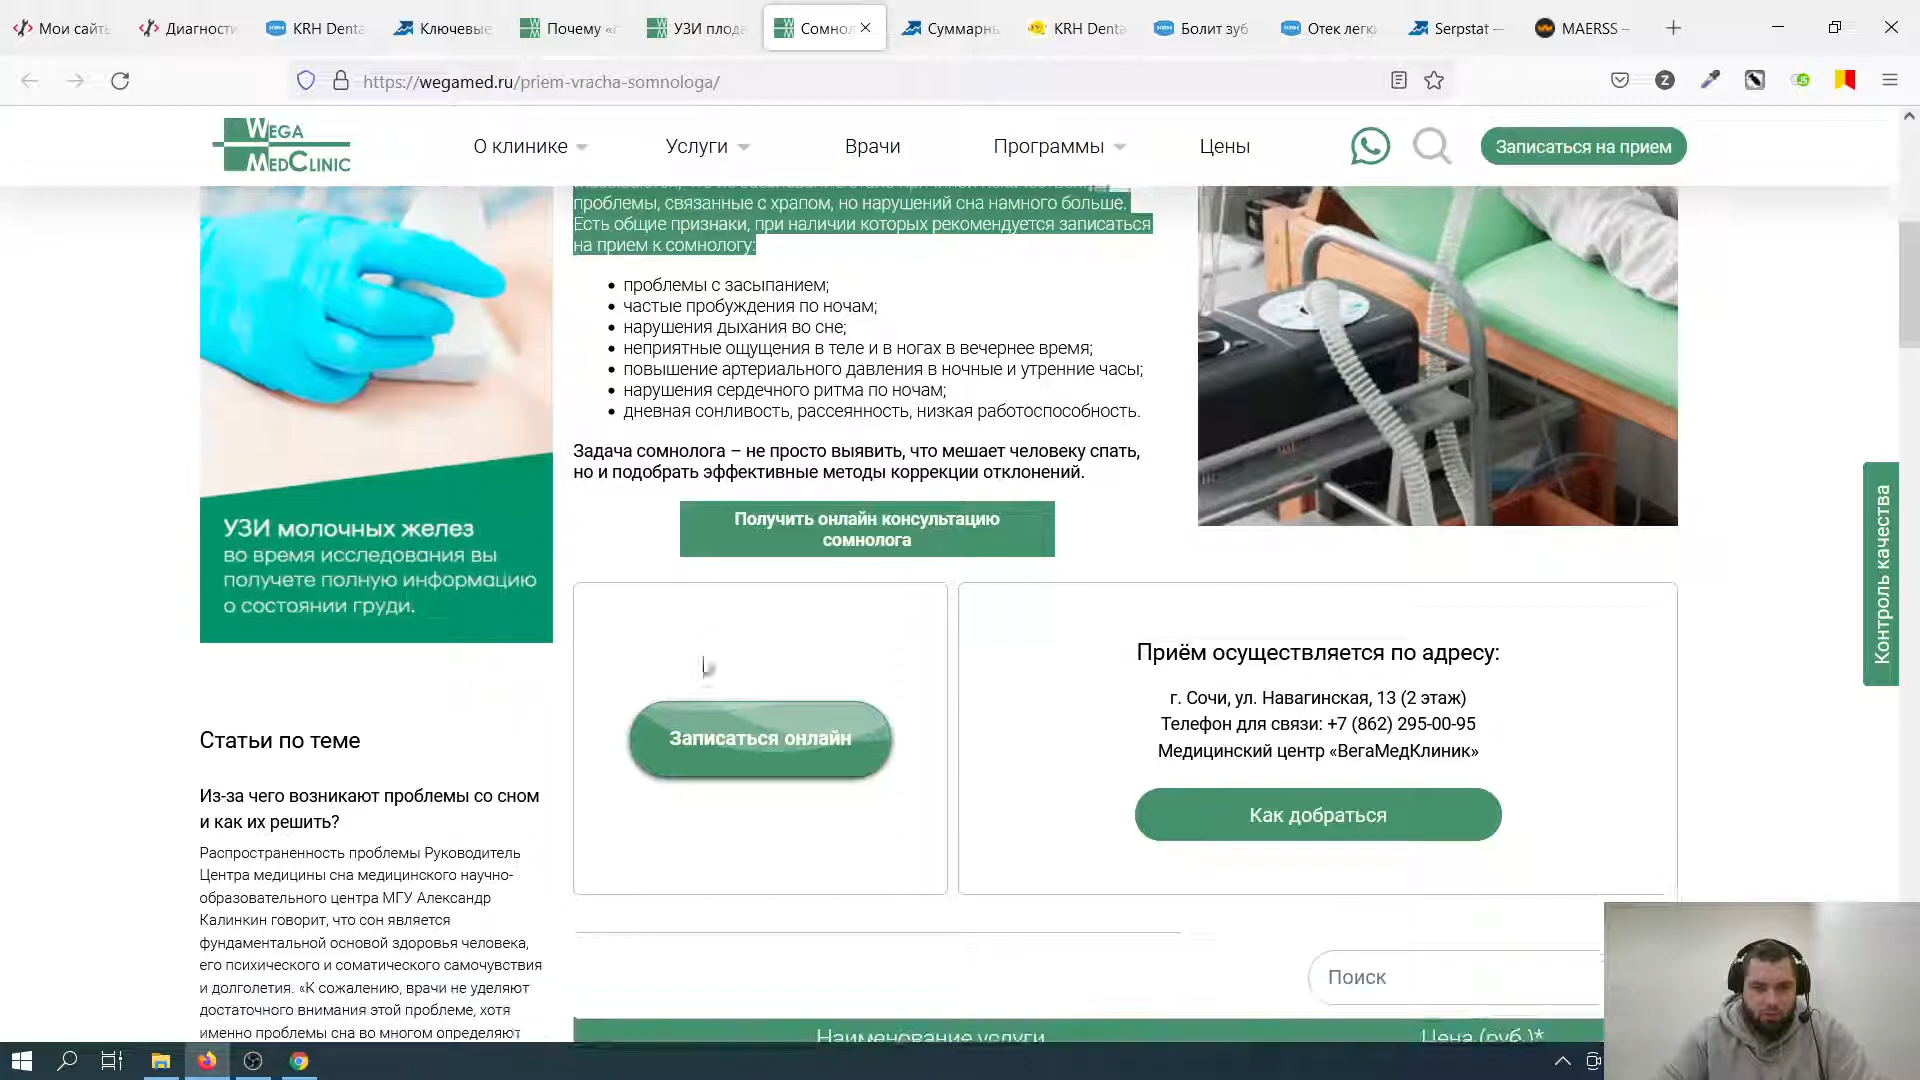 Мои сайт
Диагности
KRH Denta
Ключевые
Почему «г
УЗИ плода
Сомнол
Суммарн
KRH Denta
Болит зуб
Отек легк
Serpstat —
MAERSS –
https://wegamed.ru/priem-vracha-somnologa/
WEGA
MEDCLINIC
О клинике
Услуги
Врачи
Программы
Цены
Записаться на прием
проблемы, связанные с храпом, но нарушений сна намного больше.
Есть общие признаки, при наличии которых рекомендуется записаться
на прием к сомнологу:
проблемы с засыпанием;
частые пробуждения по ночам;
нарушения дыхания во сне;
неприятные ощущения в теле и в ногах в вечернее время;
повышение артериального давления в ночные и утренние часы;
нарушения сердечного ритма по ночам;
дневная сонливость, рассеянность, низкая работоспособность.
Задача сомнолога – не просто выявить, что мешает человеку спать,
но и подобрать эффективные методы коррекции отклонений.
Получить онлайн консультацию
сомнолога
УЗИ молочных желез
во время исследования вы
получете полную информацию
о состоянии груди.
Записаться онлайн
Приём осуществляется по адресу:
г. Сочи, ул. Навагинская, 13 (2 этаж)
Телефон для связи: +7 (862) 295-00-95
Медицинский центр «ВегаМедКлиник»
Как добраться
Контроль качества
Статьи по теме
Из-за чего возникают проблемы со сном
и как их решить?
Распространенность проблемы Руководитель
Центра медицины сна медицинского научно-
образовательного центра МГУ Александр
Калинкин говорит, что сон является
фундаментальной основой здоровья человека,
его психического и соматического самочувствия
и долголетия. «К сожалению, врачи не уделяют
достаточного внимания этой проблеме, хотя
именно проблемы сна во многом определяют
Поиск
Наименование услуги
Цена (руб.)*